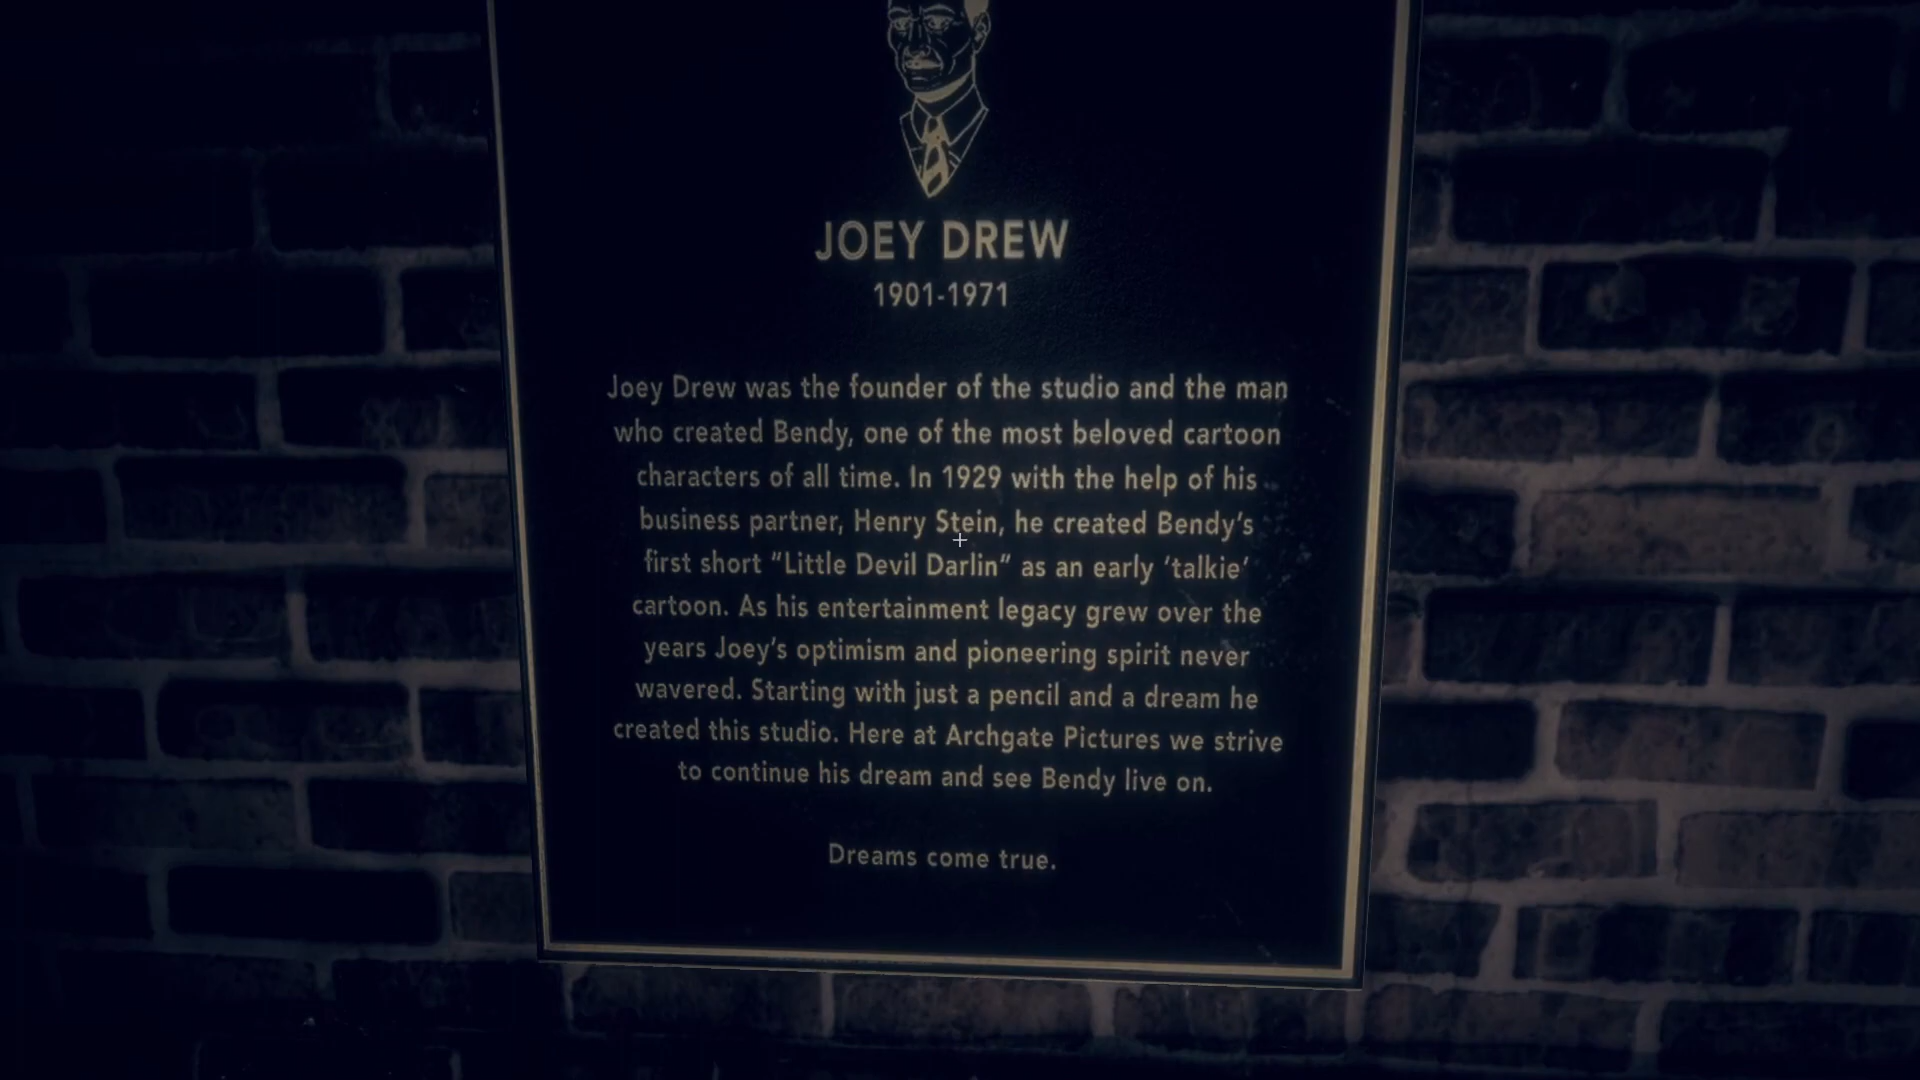 JOEY DREW
1901-1971
Joey Drew was the founder of the studio and the man
who created Bendy, one of the most beloved cartoon
characters of all time. In 1929 with the help of his
business partner, Henry Stein, he created Bendy's
first short “Little Devil Darlin” as an early ‘talkie’
cartoon. As his entertainment legacy grew over the
years Joey's optimism and pioneering spirit never
wavered. Starting with just a pencil and a dream he
created this studio. Here at Archgate Pictures we strive
to continue his dream and see Bendy live on.
Dreams come true.